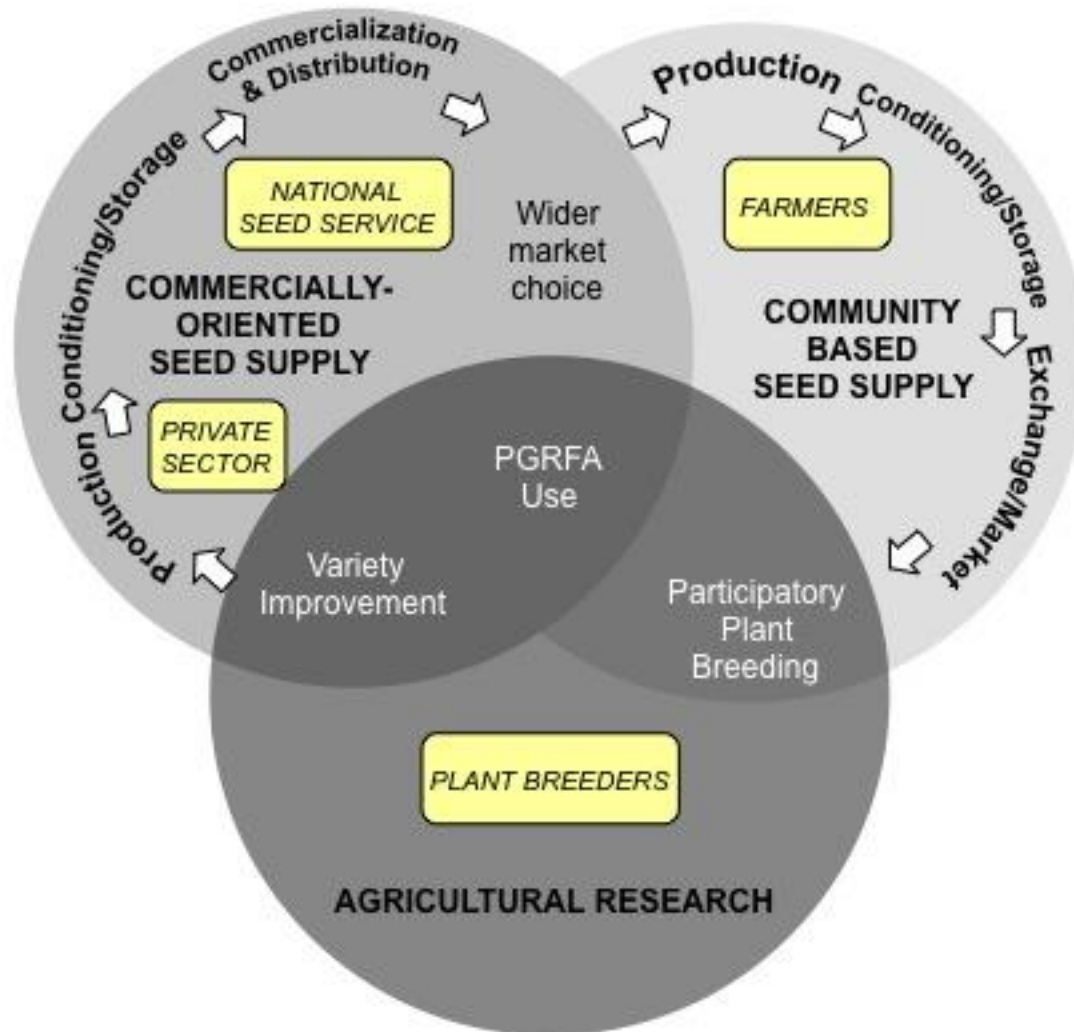 Commercialization
& Distribution
Production
Conditioning/Storage
Exchange/Market
Conditioning/Storage
Production
NATIONAL
SEED SERVICE
Wider
market
choice
FARMERS
COMMERCIALLY-
ORIENTED
SEED SUPPLY
COMMUNITY
BASED
SEED SUPPLY
PRIVATE
SECTOR
PGRFA
Use
Variety
Improvement
Participatory
Plant
Breeding
PLANT BREEDERS
AGRICULTURAL RESEARCH